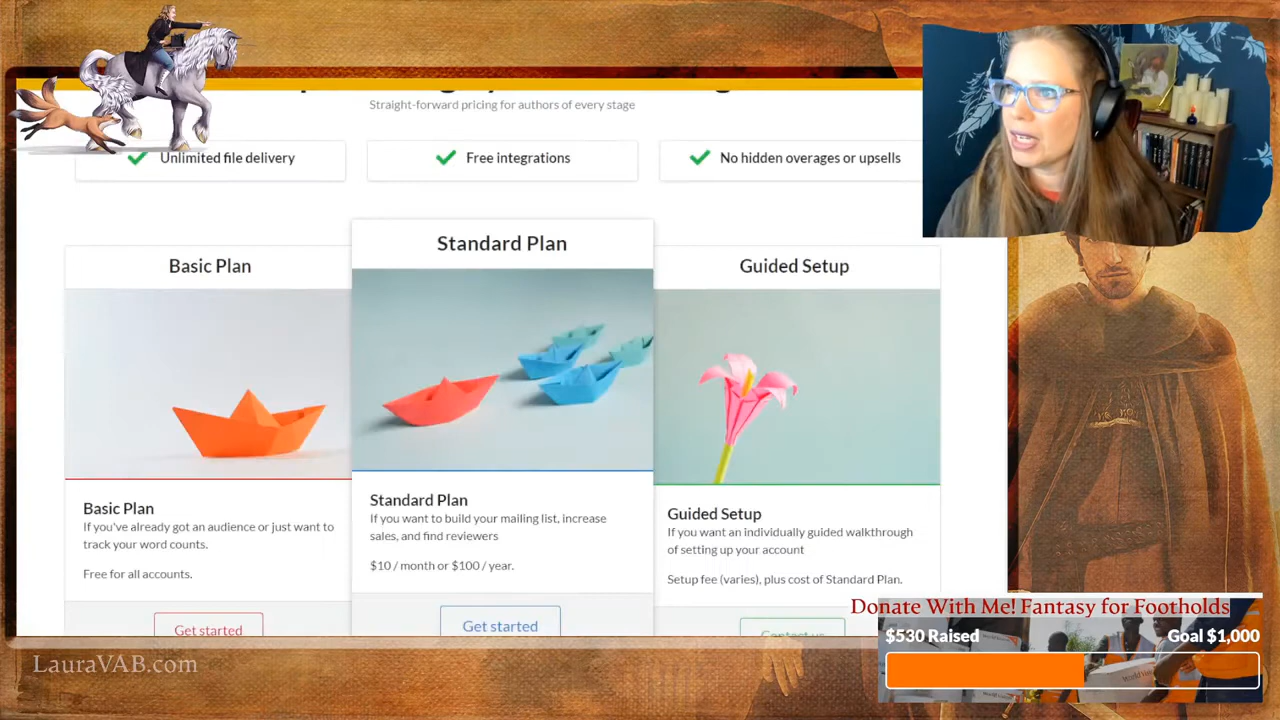 Straight-forward pricing for authors of every stage
Unlimited file delivery
Free integrations
No hidden overages or upsells
Basic Plan
Standard Plan
Guided Setup
Basic Plan
If you've already got an audience or just want to
track your word counts.
Free for all accounts.
Get started
Standard Plan
If you want to build your mailing list, increase
sales, and find reviewers
$10 / month or $100 / year.
Get started
Guided Setup
If you want an individually guided walkthrough
of setting up your account
Setup fee (varies), plus cost of Standard Plan.
Contact us
Donate With Me! Fantasy for Footholds
$530 Raised
Goal $1,000
LauraVAB.com